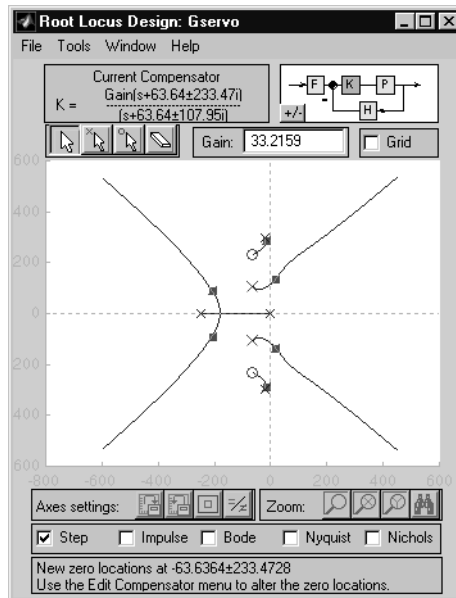 Root Locus Design: Gservo
File Tools Window Help
Current Compensator
K =
Gain(s+63.64±233.47i)
(s+63.64±107.95i)
F K P
H
-
+/-
Gain: 33.2159
Grid
600
400
200
0
200
400
600
-800 -600 -400 -200 0 200 400 600
Axes settings:
Zoom:
Step Impulse Bode Nyquist Nichols
New zero locations at -63.6364±233.4728
Use the Edit Compensator menu to alter the zero locations.